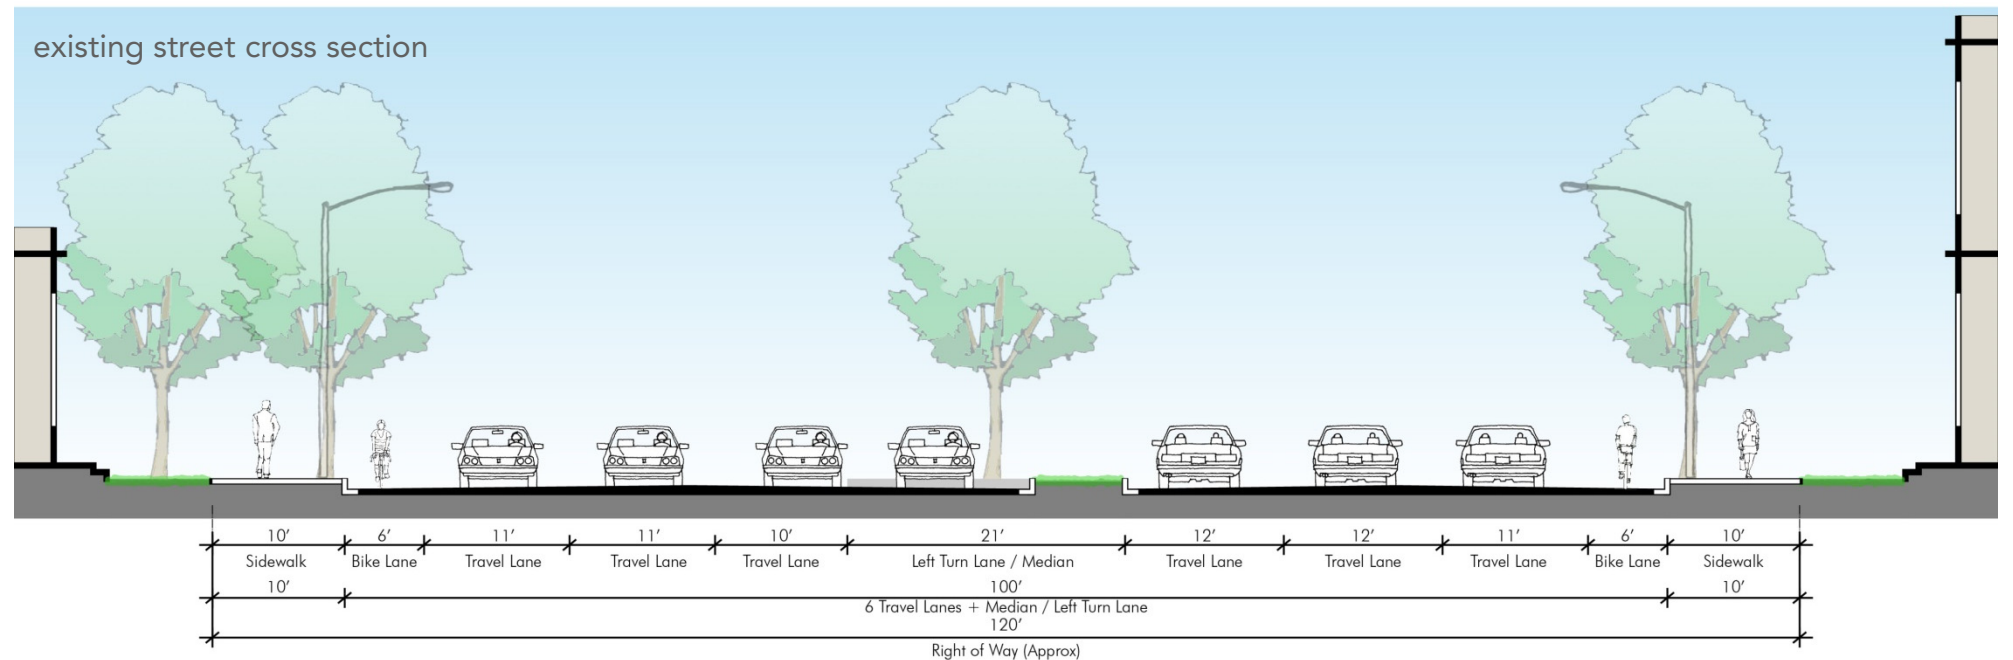 existing street cross section
10’ 6’ 11’ 11’ 10’ 21’ 12’ 12’ 11’ 6’ 10’
Sidewalk Bike Lane Travel Lane Travel Lane Travel Lane Left Turn Lane / Median Travel Lane Travel Lane Travel Lane Bike Lane Sidewalk
10’ 100’ 10’
6 Travel Lanes + Median / Left Turn Lane
120’
Right of Way (Approx)